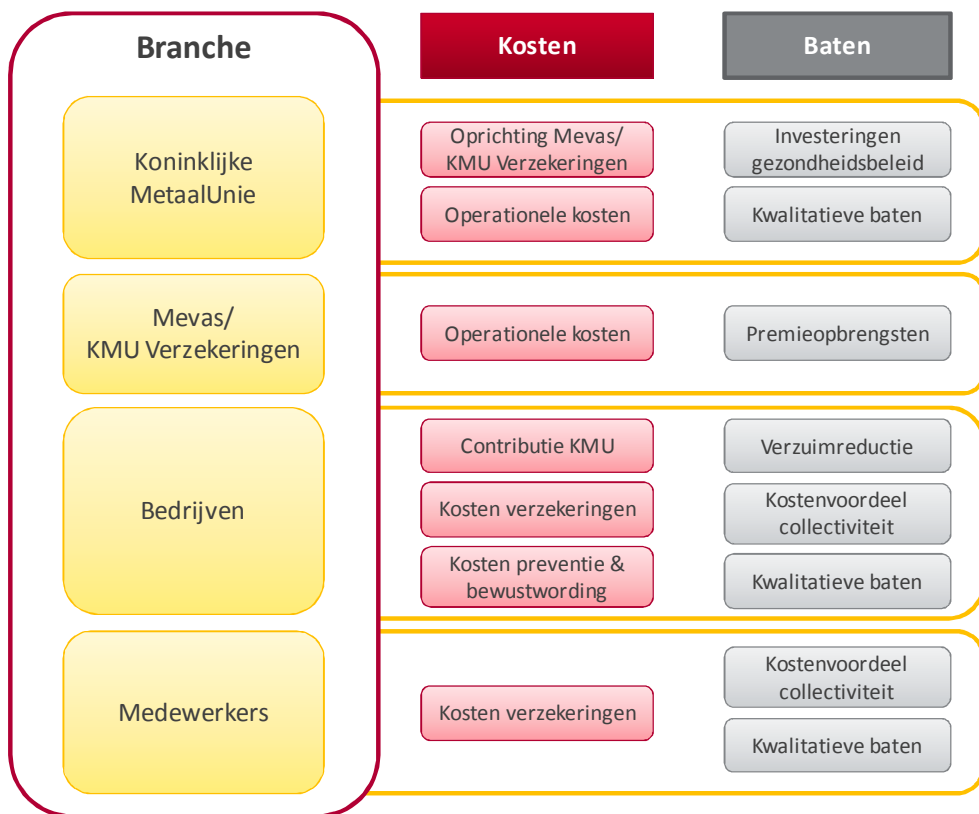 Branche
Kosten
Baten
Koninklijke
MetaalUnie
Oprichting Mevas/
KMU Verzekeringen
Investeringen
gezondheidsbeleid
Operationele kosten
Kwalitatieve baten
Mevas/
KMU Verzekeringen
Operationele kosten
Premieopbrengsten
Bedrijven
Contributie KMU
Verzuimreductie
Kosten verzekeringen
Kostenvoordeel
collectiviteit
Kosten preventie &
bewustwording
Kwalitatieve baten
Medewerkers
Kosten verzekeringen
Kostenvoordeel
collectiviteit
Kwalitatieve baten